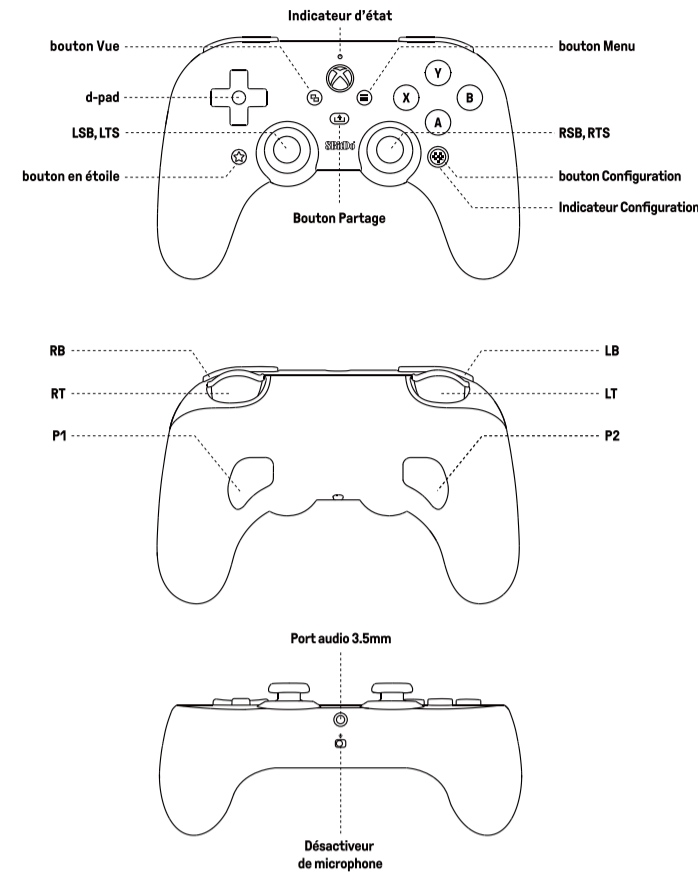 Indicateur d’état
bouton Vue
bouton Menu
d-pad
Y
X
B
A
LSB, LTS
8BitDo
RSB, RTS
bouton en étoile
bouton Configuration
Indicateur Configuration
Bouton Partage
RB
LB
RT
LT
P1
P2
Port audio 3.5mm
Désactiveur
de microphone